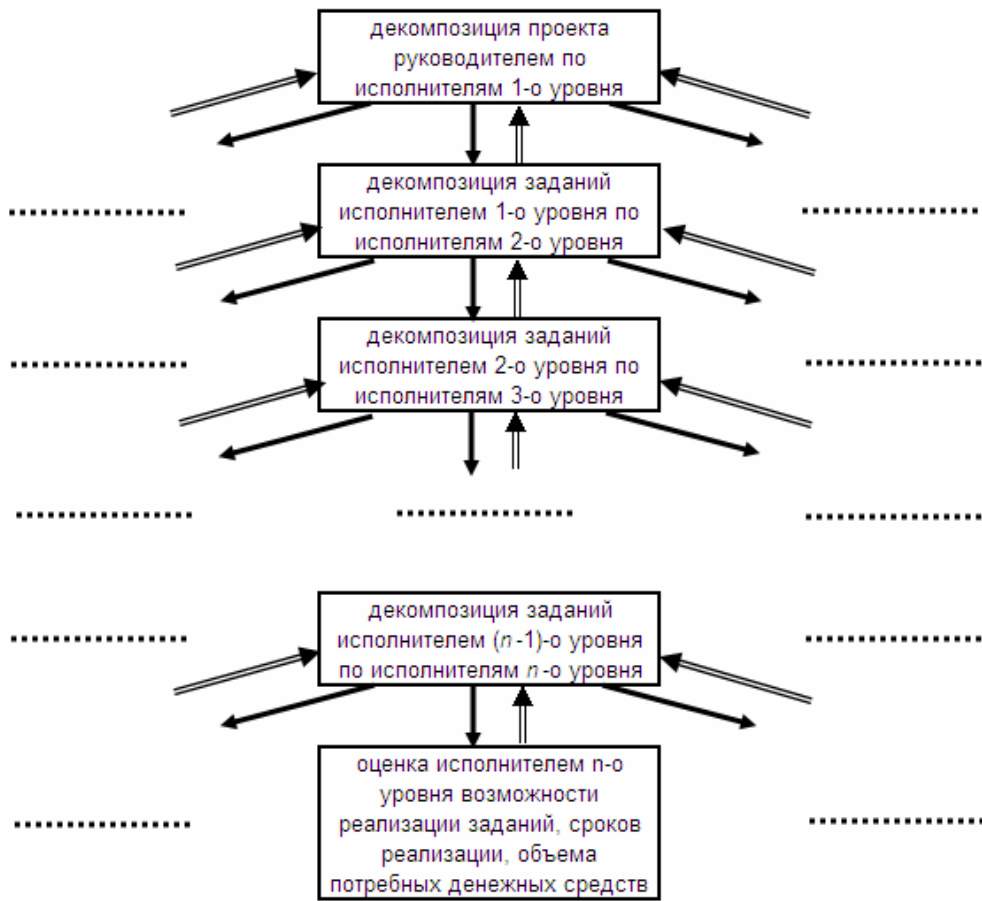 декомпозиция проекта
руководителем по
исполнителям 1-о уровня
декомпозиция заданий
исполнителем 1-о уровня по
исполнителям 2-о уровня
декомпозиция заданий
исполнителем 2-о уровня по
исполнителям 3-о уровня
декомпозиция заданий
исполнителем (n-1)-о уровня
по исполнителям n-о уровня
оценка исполнителем n-о
уровня возможности
реализации заданий, сроков
реализации, объема
потребных денежных средств